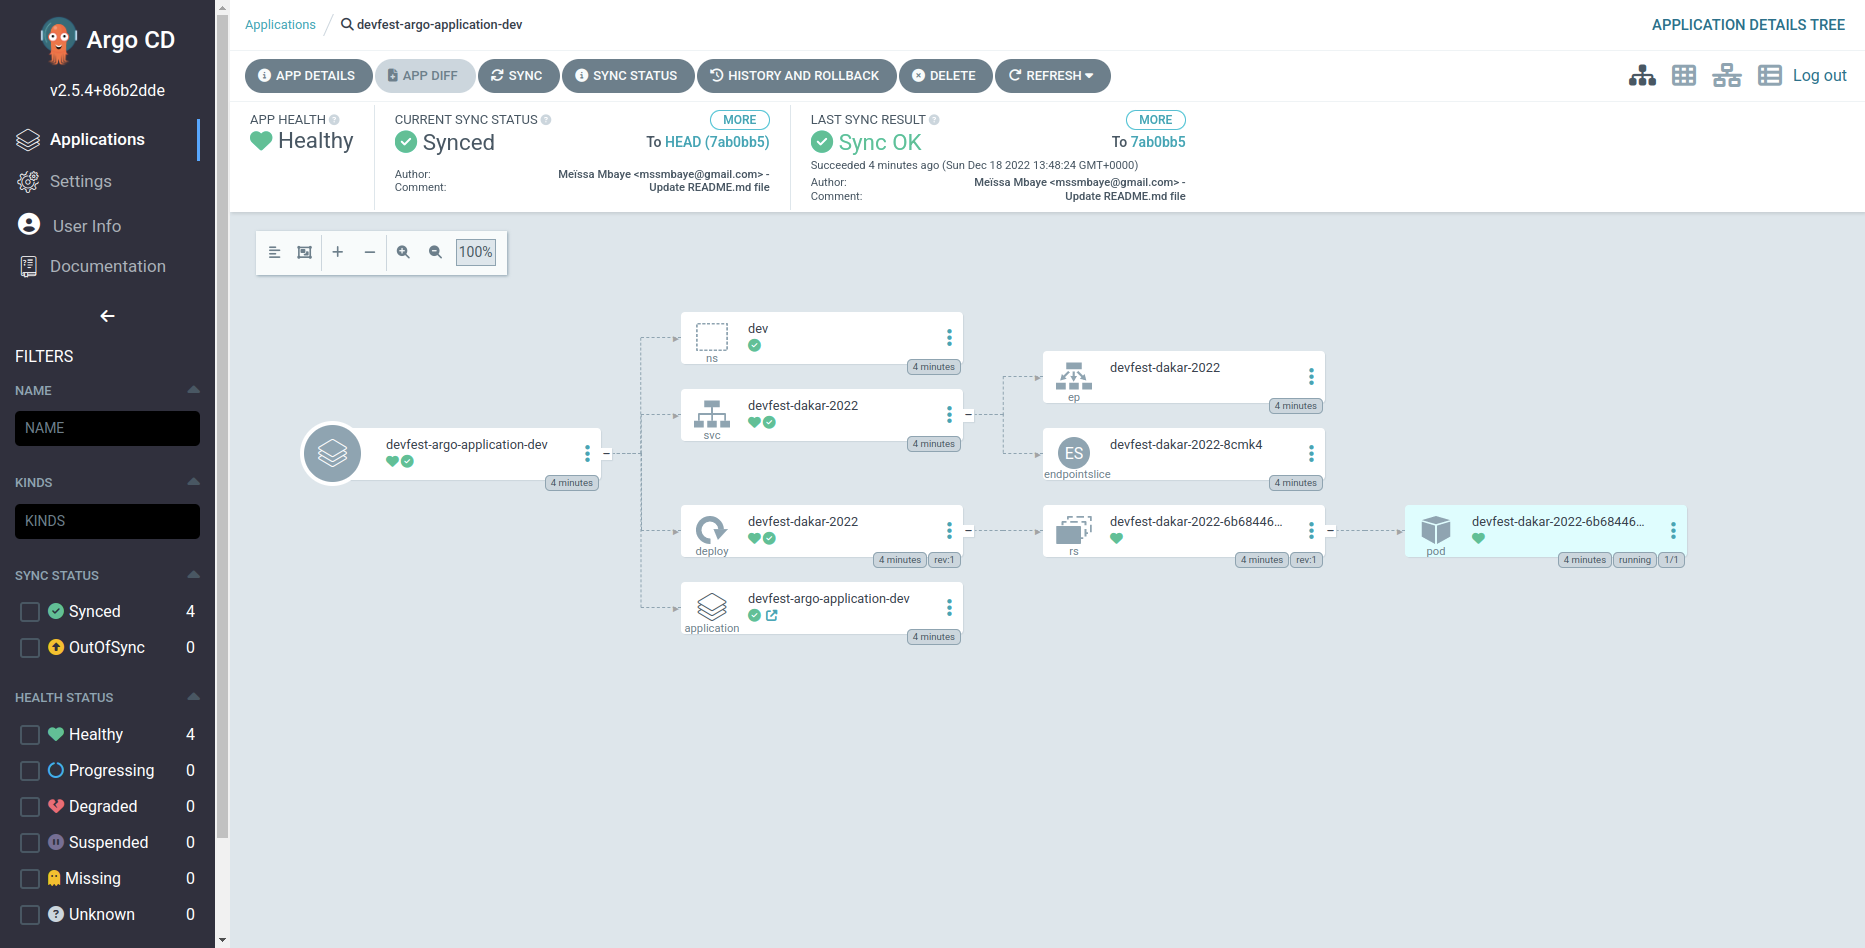 Argo CD
v2.5.4+86b2dde
Applications
Settings
User Info
Documentation
FILTERS
NAME
NAME
KINDS
KINDS
SYNC STATUS
Synced 4
OutOfSync 0
HEALTH STATUS
Healthy 4
Progressing 0
Degraded 0
Suspended 0
Missing 0
Unknown 0
Applications / devfest-argo-application-dev
APPLICATION DETAILS TREE
APP DETAILS APP DIFF SYNC SYNC STATUS HISTORY AND ROLLBACK DELETE REFRESH
Log out
APP HEALTH
Healthy
CURRENT SYNC STATUS MORE
Synced To HEAD (7ab0bb5)
Author: Meïssa Mbaye <mssmbaye@gmail.com> -
Comment: Update README.md file
LAST SYNC RESULT MORE
Sync OK To 7ab0bb5
Succeeded 4 minutes ago (Sun Dec 18 2022 13:48:24 GMT+0000)
Author: Meïssa Mbaye <mssmbaye@gmail.com> -
Comment: Update README.md file
100%
devfest-argo-application-dev
4 minutes
dev
ns
4 minutes
devfest-dakar-2022
svc
4 minutes
devfest-dakar-2022
ep
4 minutes
ES
devfest-dakar-2022-8cmk4
endpointslice
4 minutes
devfest-dakar-2022
deploy
4 minutes rev:1
devfest-dakar-2022-6b68446...
rs
4 minutes rev:1
devfest-dakar-2022-6b68446...
pod
4 minutes running 1/1
devfest-argo-application-dev
application
4 minutes